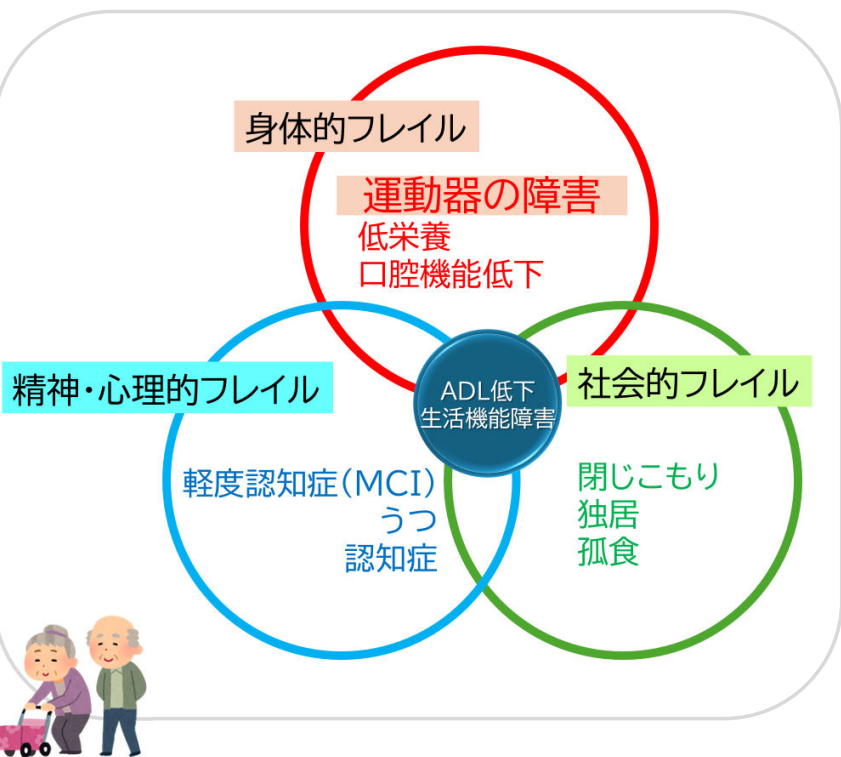 身体的フレイル
運動器の障害
低栄養
口腔機能低下
精神・心理的フレイル
ADL低下
生活機能障害
社会的フレイル
軽度認知症(MCI)
うつ
認知症
閉じこもり
独居
孤食